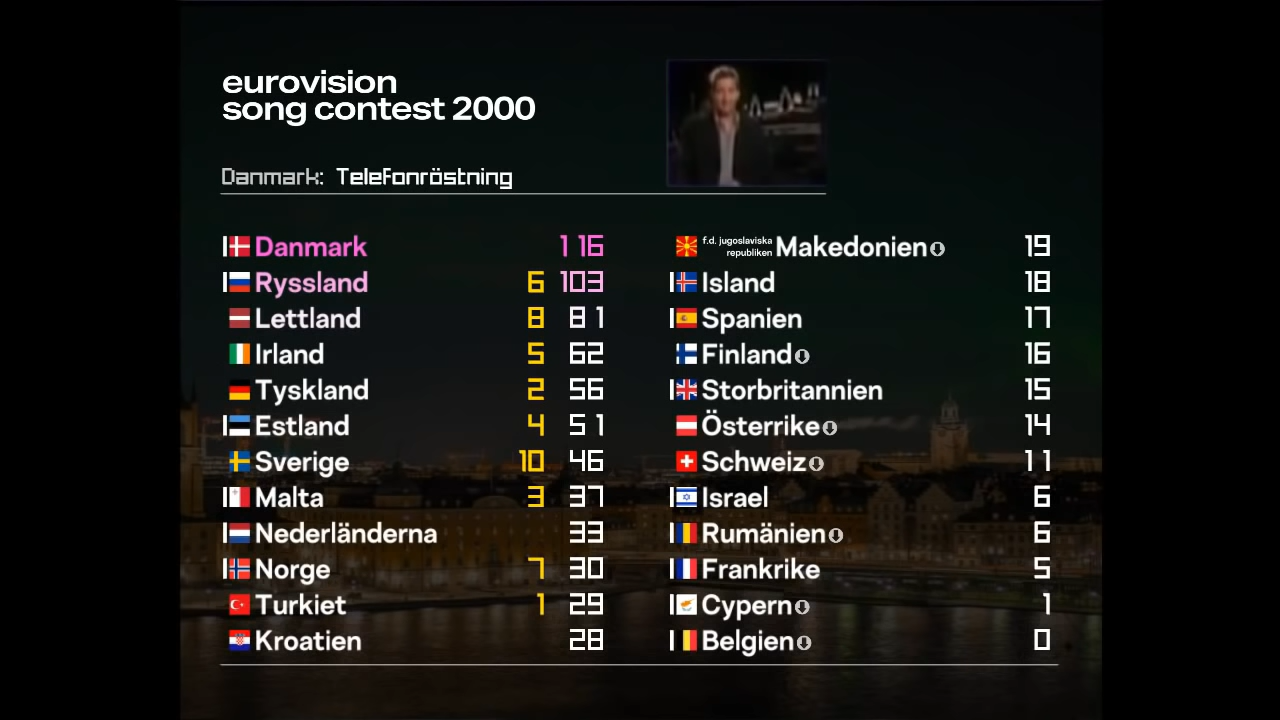 eurovision
song contest 2000
Danmark: Telefonröstning
Danmark 116
Ryssland 6 103
Lettland 8 81
Irland 5 62
Tyskland 2 56
Estland 4 51
Sverige 10 46
Malta 3 37
Nederländerna 33
Norge 7 30
Turkiet 1 29
Kroatien 28
f.d. jugoslaviska republiken Makedonien 19
Island 18
Spanien 17
Finland 16
Storbritannien 15
Österrike 14
Schweiz 11
Israel 6
Rumänien 6
Frankrike 5
Cypern 1
Belgien 0